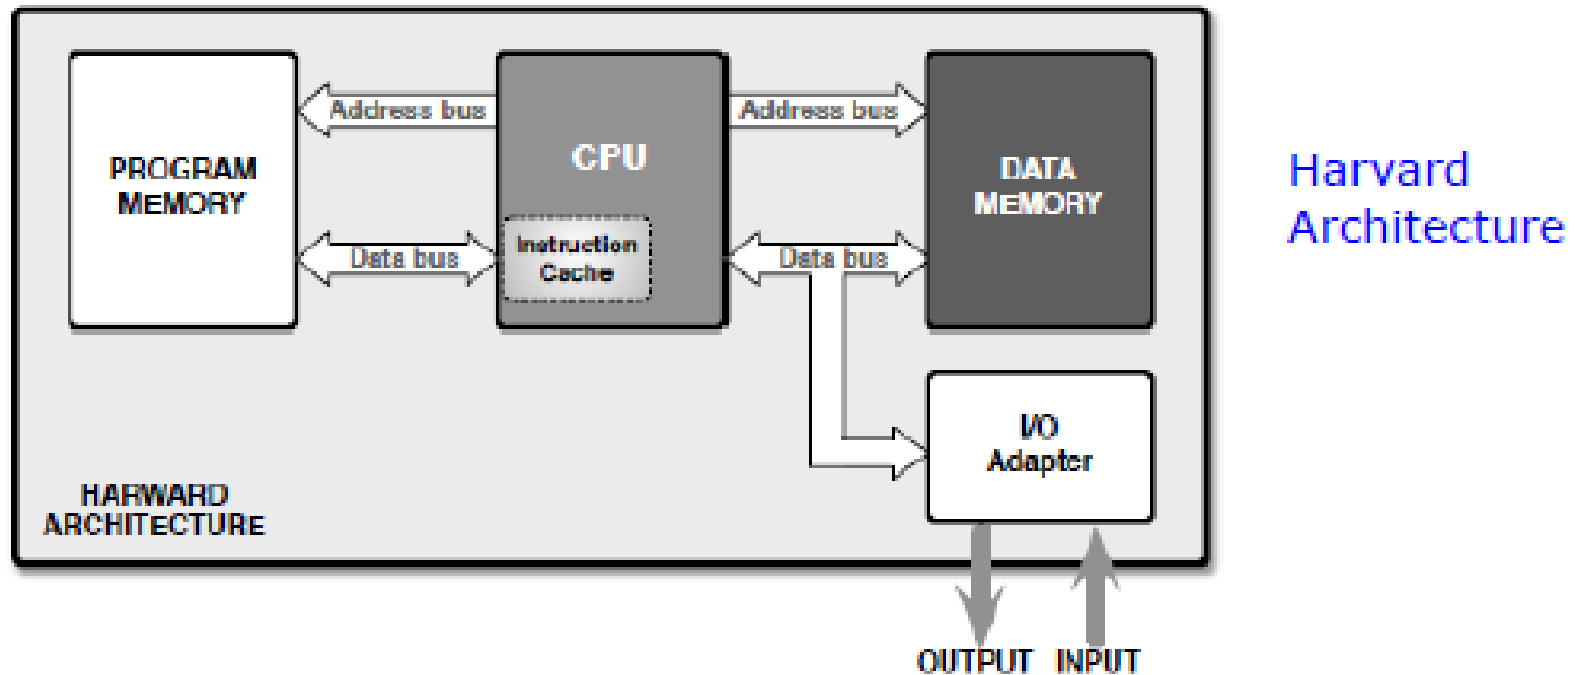 PROGRAM
MEMORY
Address bus
Data bus
CPU
Instruction
Cache
Address bus
Data bus
DATA
MEMORY
I/O
Adapter
HARWARD
ARCHITECTURE
OUTPUT INPUT
Harvard
Architecture